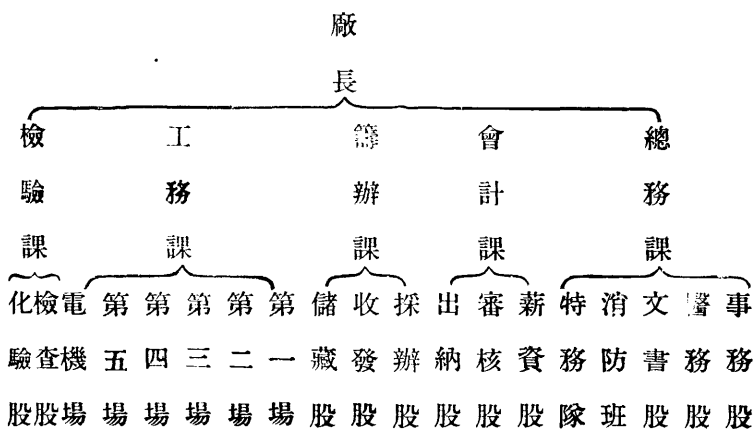 廠長
總務課
會計課
籌辦課
工務課
檢驗課
事務股
醫務股
文書股
消防班
特務隊
薪資股
審核股
出納股
採辦股
收發股
儲藏股
第一場
第二場
第三場
第四場
第五場
電機場
檢查股
化驗股